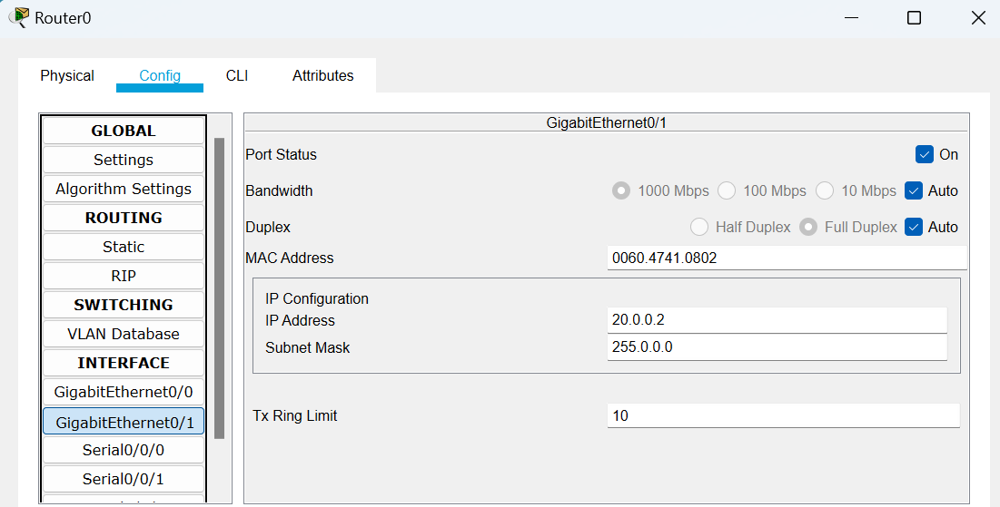 Router0
Physical Config CLI Attributes
GLOBAL
Settings
Algorithm Settings
ROUTING
Static
RIP
SWITCHING
VLAN Database
INTERFACE
GigabitEthernet0/0
GigabitEthernet0/1
Serial0/0/0
Serial0/0/1
GigabitEthernet0/1
Port Status On
Bandwidth 1000 Mbps 100 Mbps 10 Mbps Auto
Duplex Half Duplex Full Duplex Auto
MAC Address 0060.4741.0802
IP Configuration
IP Address 20.0.0.2
Subnet Mask 255.0.0.0
Tx Ring Limit 10